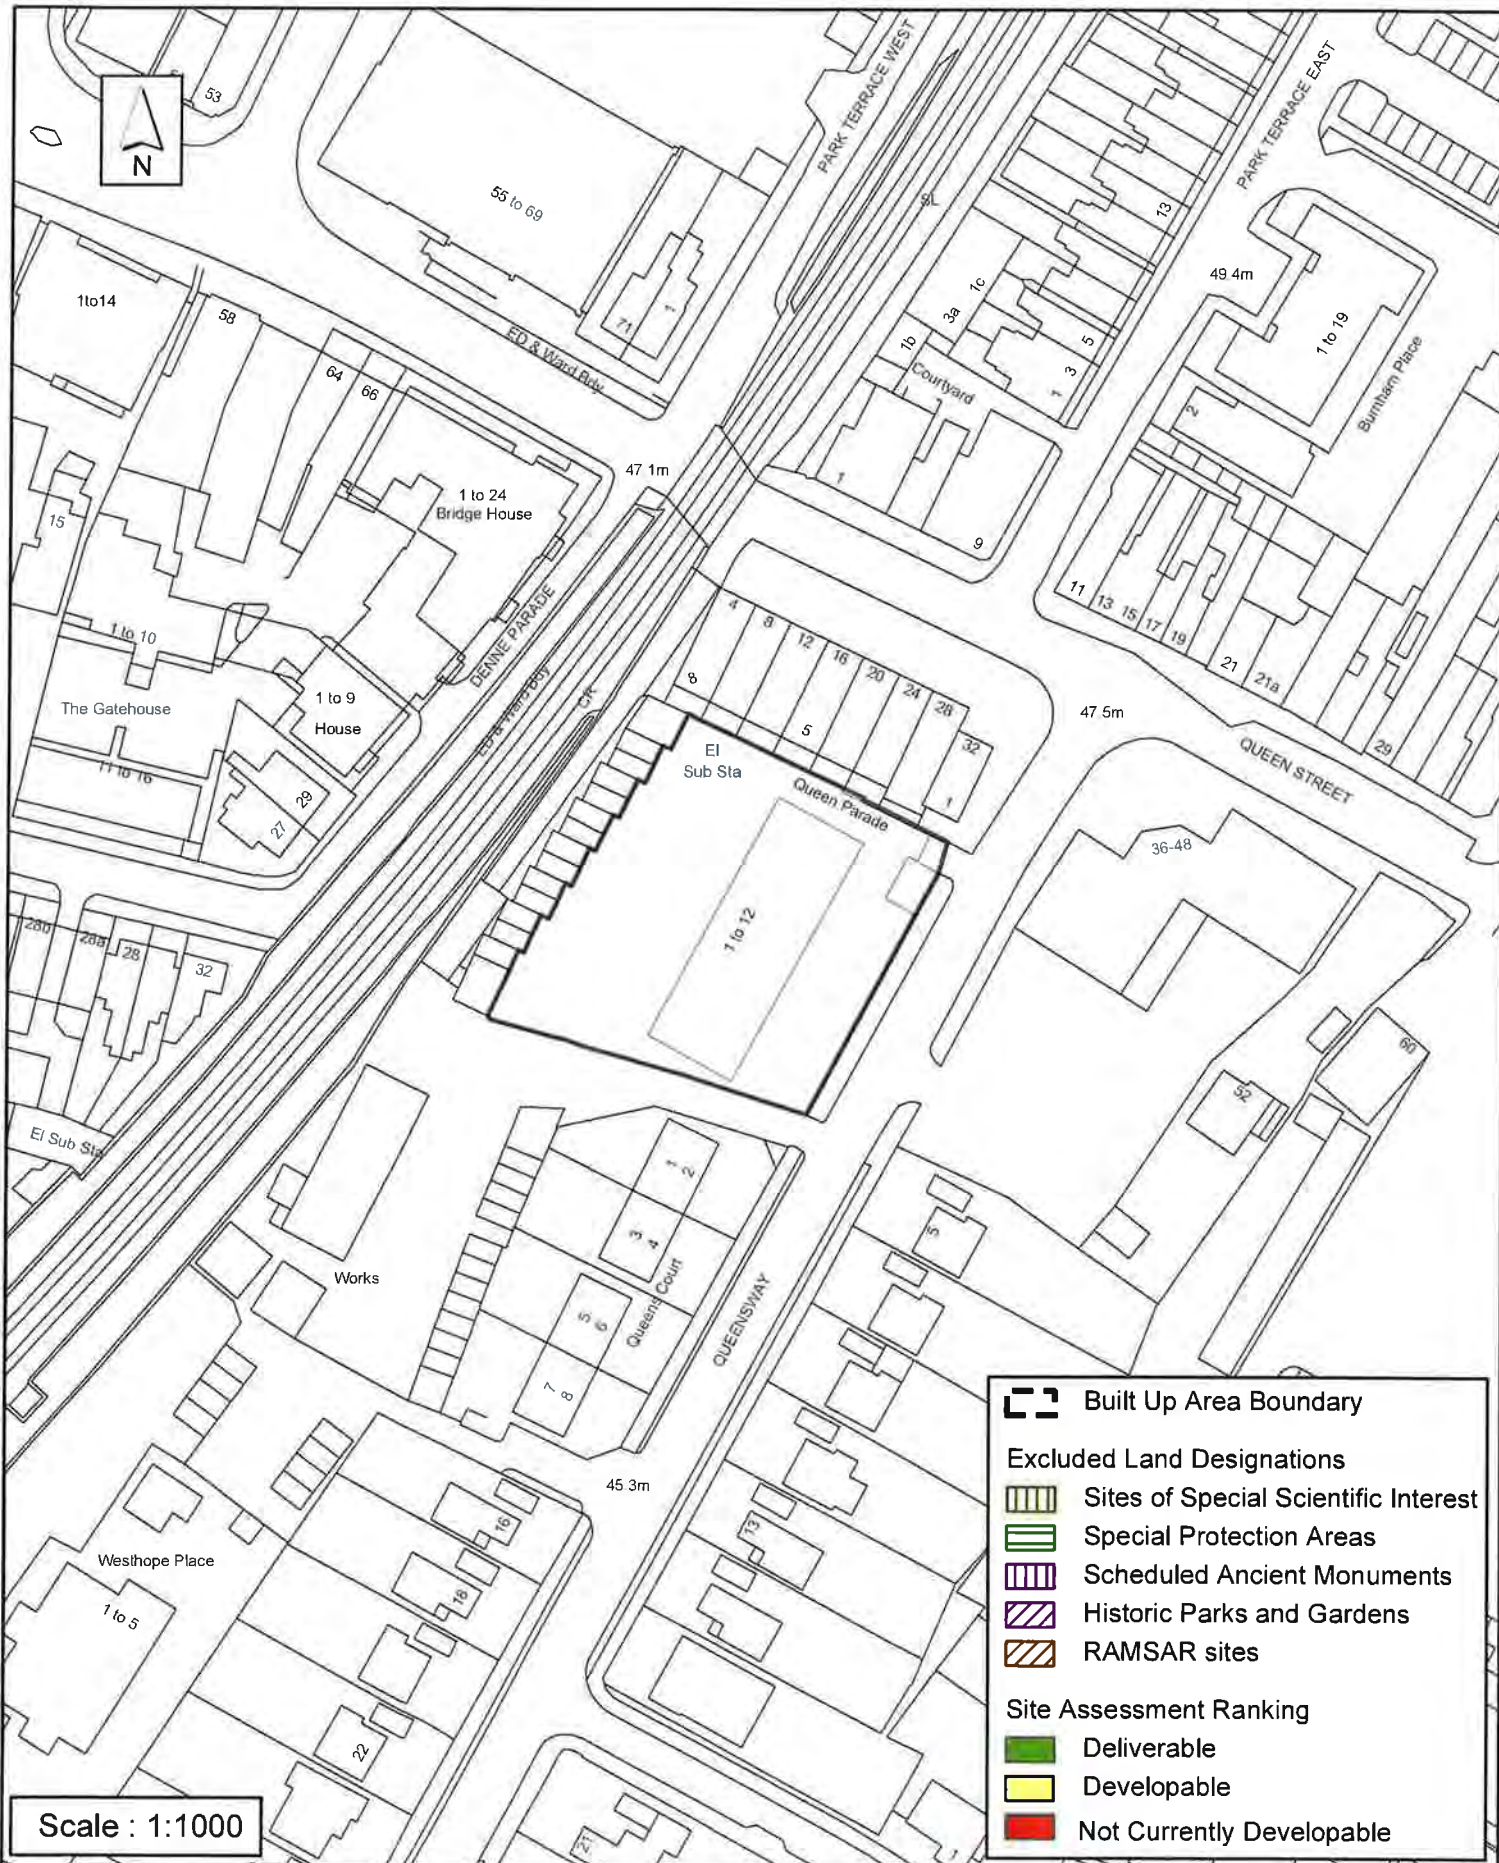 53
N
55 to 69
PARK TERRACE WEST
PARK TERRACE EAST
SL
13
49.4m
1 to 19
Burnham Place
1to14
58
64
66
71
1
ED & Ward Bdy
1b
3a
1c
5
3
1
Courtyard
2
47.1m
1 to 24
Bridge House
1
9
11
13
15
17
19
21
21a
29
QUEEN STREET
15
1 to 10
DENNE PARADE
ED & Ward Bdy
CR
4
8
12
16
20
24
28
32
8
5
1
47.5m
The Gatehouse
1 to 9
House
11 to 16
29
27
El
Sub Sta
Queen Parade
36-48
1 to 12
28b
28a
28
32
60
52
El Sub Sta
1
2
3
4
5
6
7
8
Queens Court
QUEENSWAY
5
Works
45.3m
16
13
18
Westhope Place
1 to 5
22
21
1
Built Up Area Boundary
Excluded Land Designations
Sites of Special Scientific Interest
Special Protection Areas
Scheduled Ancient Monuments
Historic Parks and Gardens
RAMSAR sites
Site Assessment Ranking
Deliverable
Developable
Not Currently Developable
Scale : 1:1000